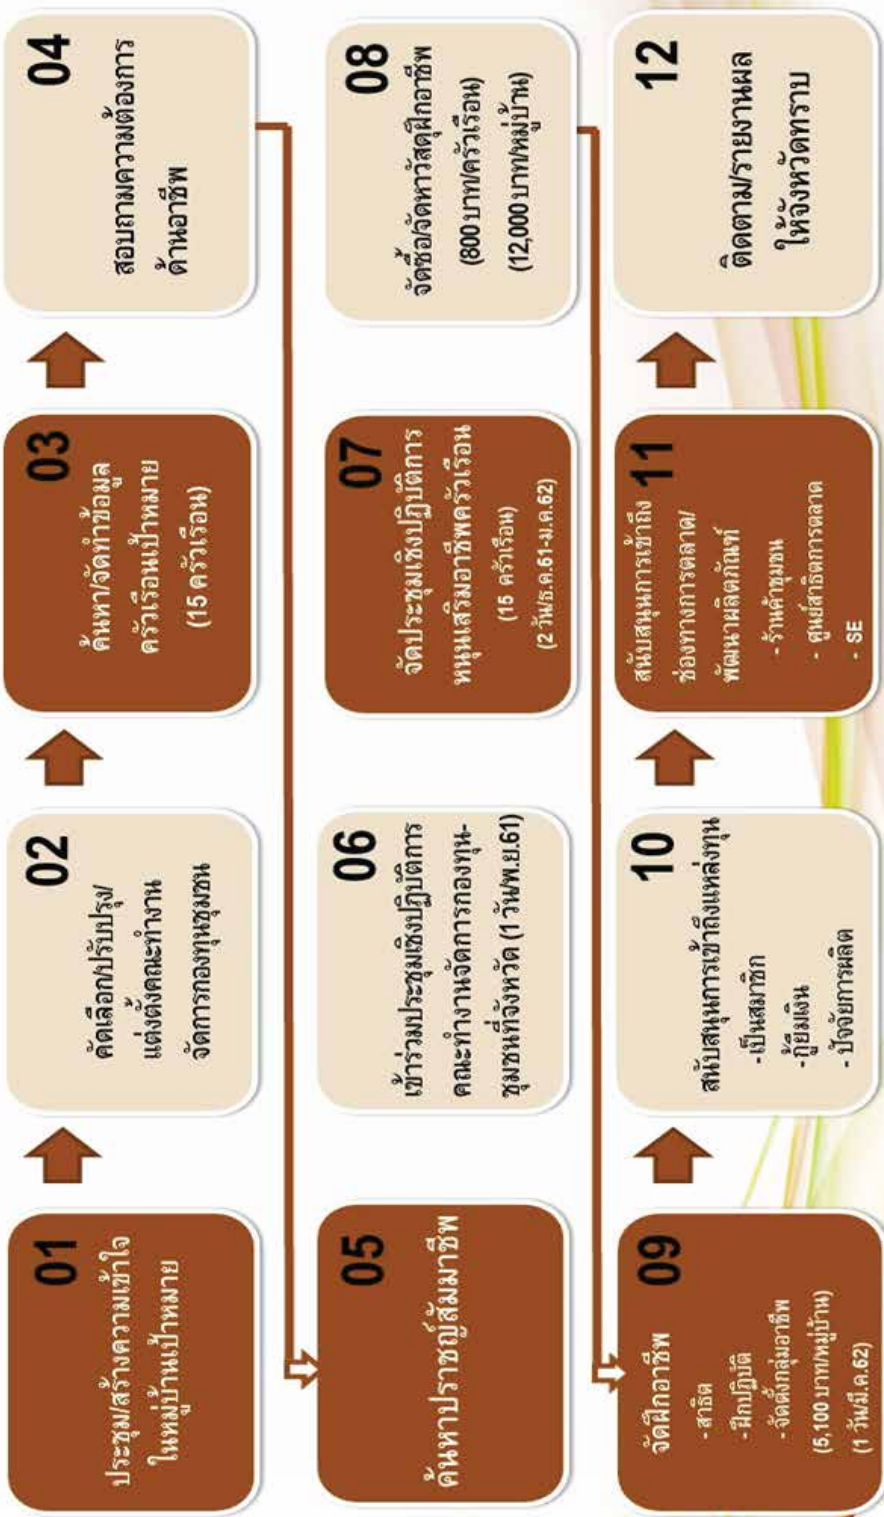 01
ประชุม/สร้างความเข้าใจ
ในหมู่บ้านเป้าหมาย
02
คัดเลือก/ปรับปรุง/
แต่งตั้งคณะทำงาน
จัดการกองทุนชุมชน
03
ค้นหา/จัดทำข้อมูล
ครัวเรือนเป้าหมาย
(15 ครัวเรือน)
04
สอบถามความต้องการ
ด้านอาชีพ
05
ค้นหาปราชญ์สัมมาชีพ
06
เข้าร่วมประชุมเชิงปฏิบัติการ
คณะทำงานจัดการกองทุน-
ชุมชนที่จังหวัด (1 วัน/พ.ย.61)
07
จัดประชุมเชิงปฏิบัติการ
หนุนเสริมอาชีพครัวเรือน
(15 ครัวเรือน)
(2 วัน/ธ.ค.61-ม.ค.62)
08
จัดซื้อ/จัดหาวัสดุฝึกอาชีพ
(800 บาท/ครัวเรือน)
(12,000 บาท/หมู่บ้าน)
09
จัดฝึกอาชีพ
- สาธิต
- ฝึกปฏิบัติ
- จัดตั้งกลุ่มอาชีพ
(5,100 บาท/หมู่บ้าน)
(1 วัน/มี.ค.62)
10
สนับสนุนการเข้าถึงแหล่งทุน
-เป็นสมาชิก
-กู้ยืมเงิน
- ปัจจัยการผลิต
11
สนับสนุนการเข้าถึง
ช่องทางการตลาด/
พัฒนาผลิตภัณฑ์
- ร้านค้าชุมชน
- ศูนย์สาธิตการตลาด
- SE
12
ติดตาม/รายงานผล
ให้จังหวัดทราบ